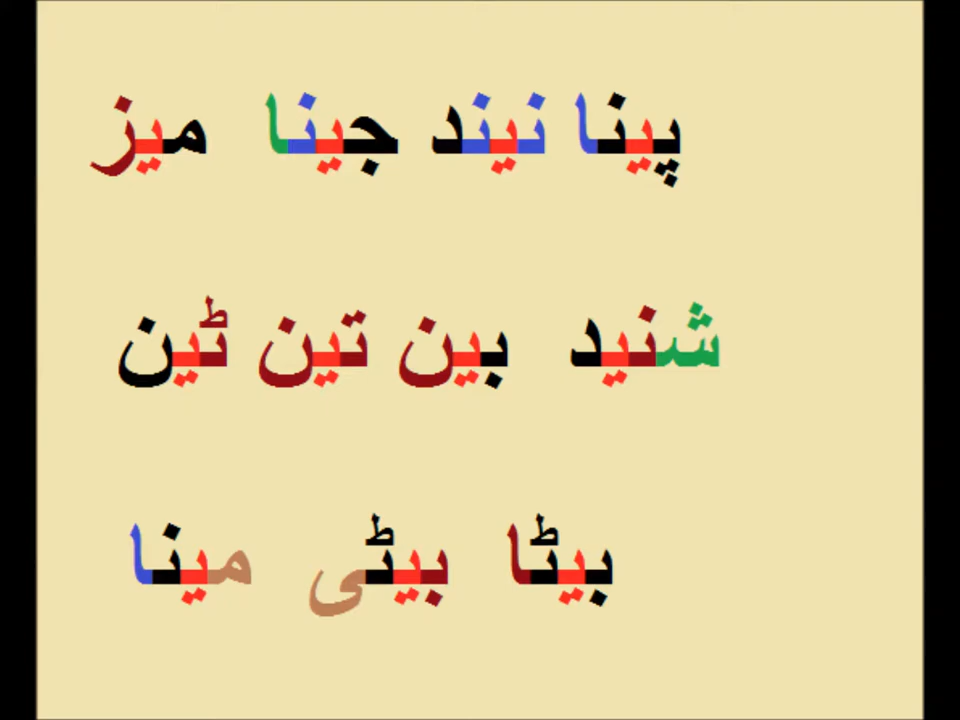 پینا نیند جینا میز
شنید بین تین ٹین
بیٹا بیٹی مینا